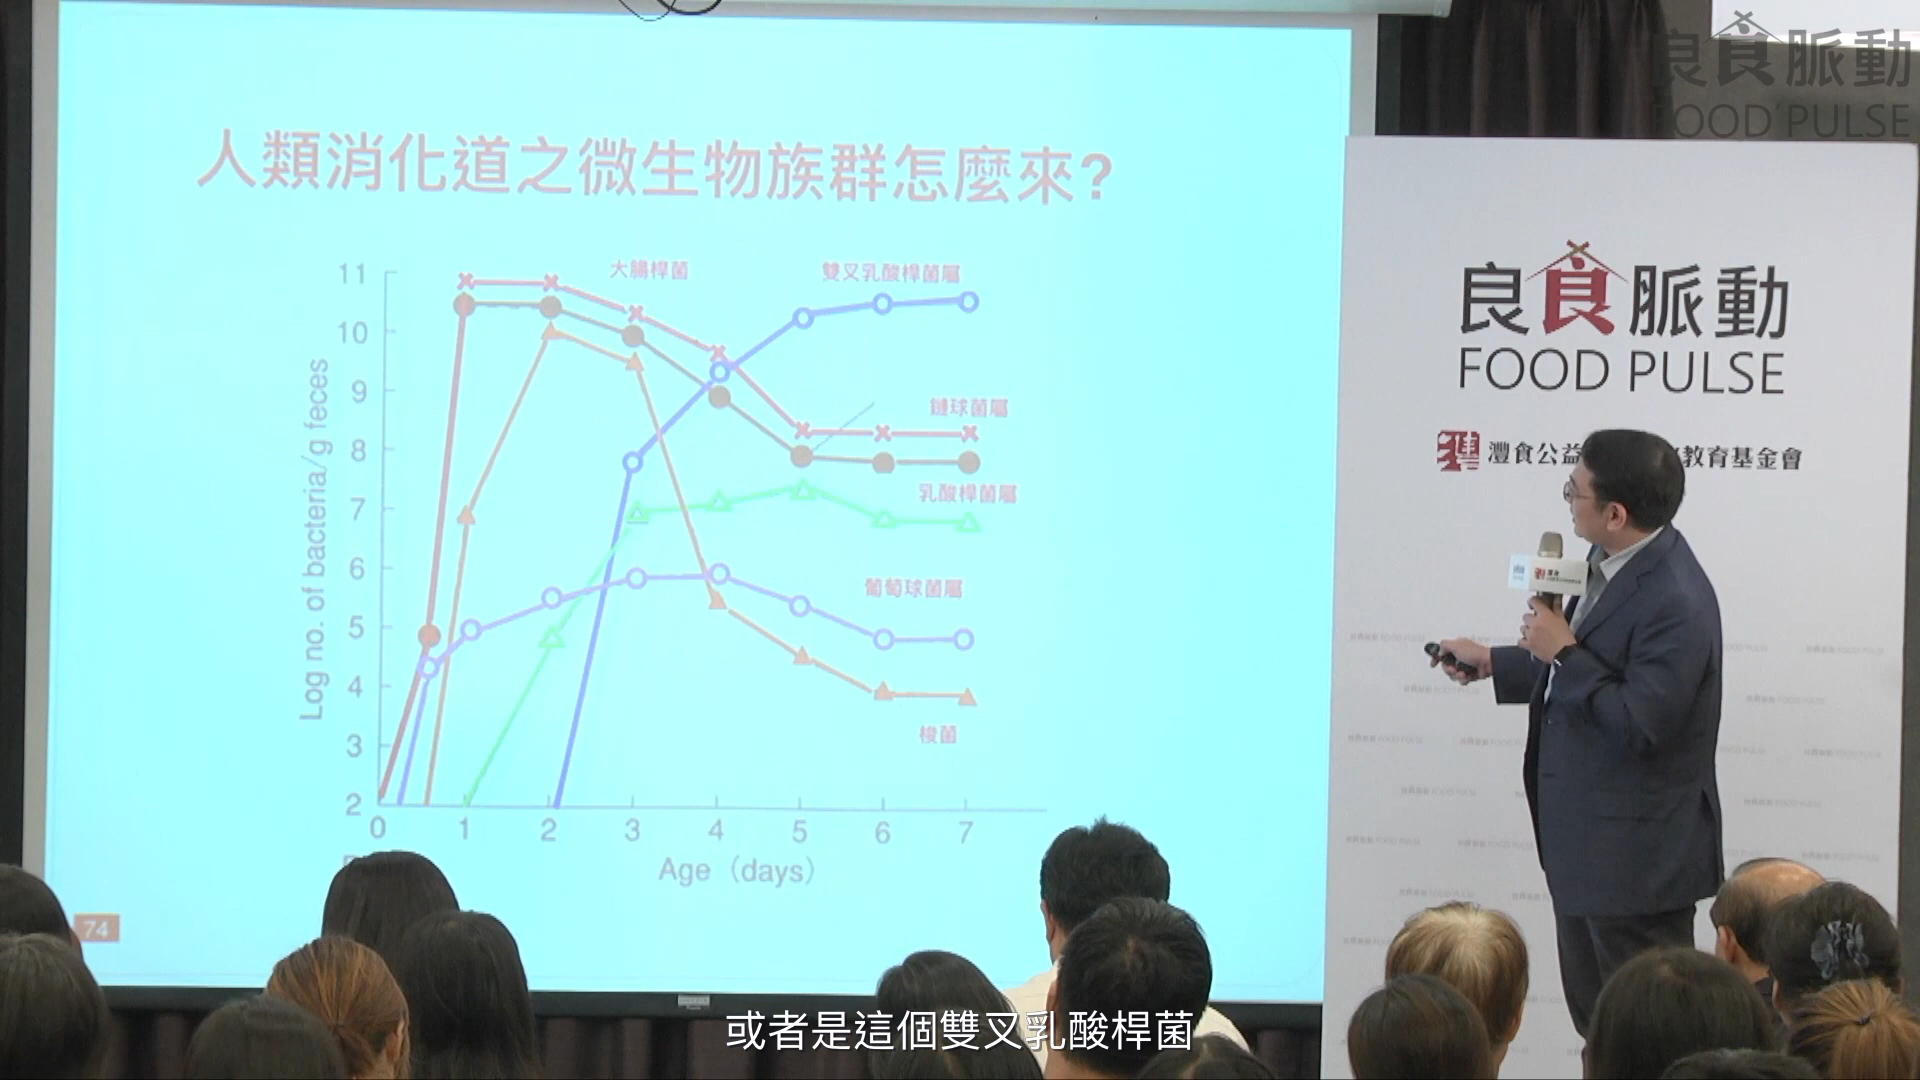 良食脈動
FOOD PULSE
人類消化道之微生物族群怎麼來?
大腸桿菌
雙叉乳酸桿菌屬
鏈球菌屬
乳酸桿菌屬
葡萄球菌屬
梭菌
Log no. of bacteria/g feces
11
10
9
8
7
6
5
4
3
2
0 1 2 3 4 5 6 7
Age (days)
74
良食脈動
FOOD PULSE
灃食公益
教育基金會
或者是這個雙叉乳酸桿菌